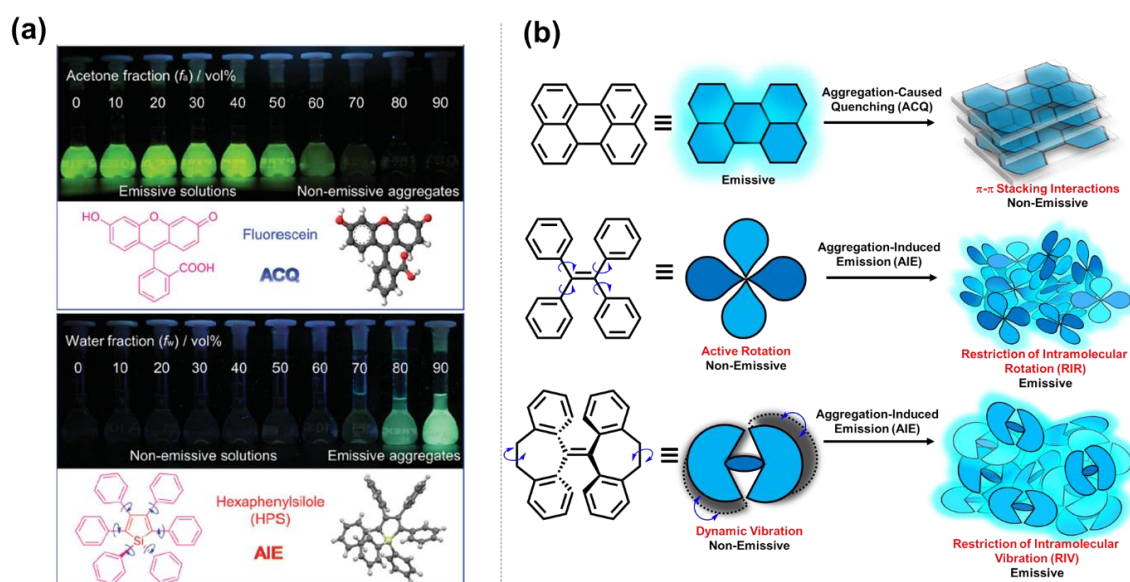 (a)
Acetone fraction (fa) / vol%
0 10 20 30 40 50 60 70 80 90
Emissive solutions Non-emissive aggregates
HO
O
O
COOH
Fluorescein
ACQ
Water fraction (fw) / vol%
0 10 20 30 40 50 60 70 80 90
Non-emissive solutions Emissive aggregates
Si
Hexaphenylsilole
(HPS)
AIE
(b)
Emissive
Aggregation-Caused
Quenching (ACQ)
π-π Stacking Interactions
Non-Emissive
Active Rotation
Non-Emissive
Aggregation-Induced
Emission (AIE)
Restriction of Intramolecular
Rotation (RIR)
Emissive
Dynamic Vibration
Non-Emissive
Aggregation-Induced
Emission (AIE)
Restriction of Intramolecular
Vibration (RIV)
Emissive